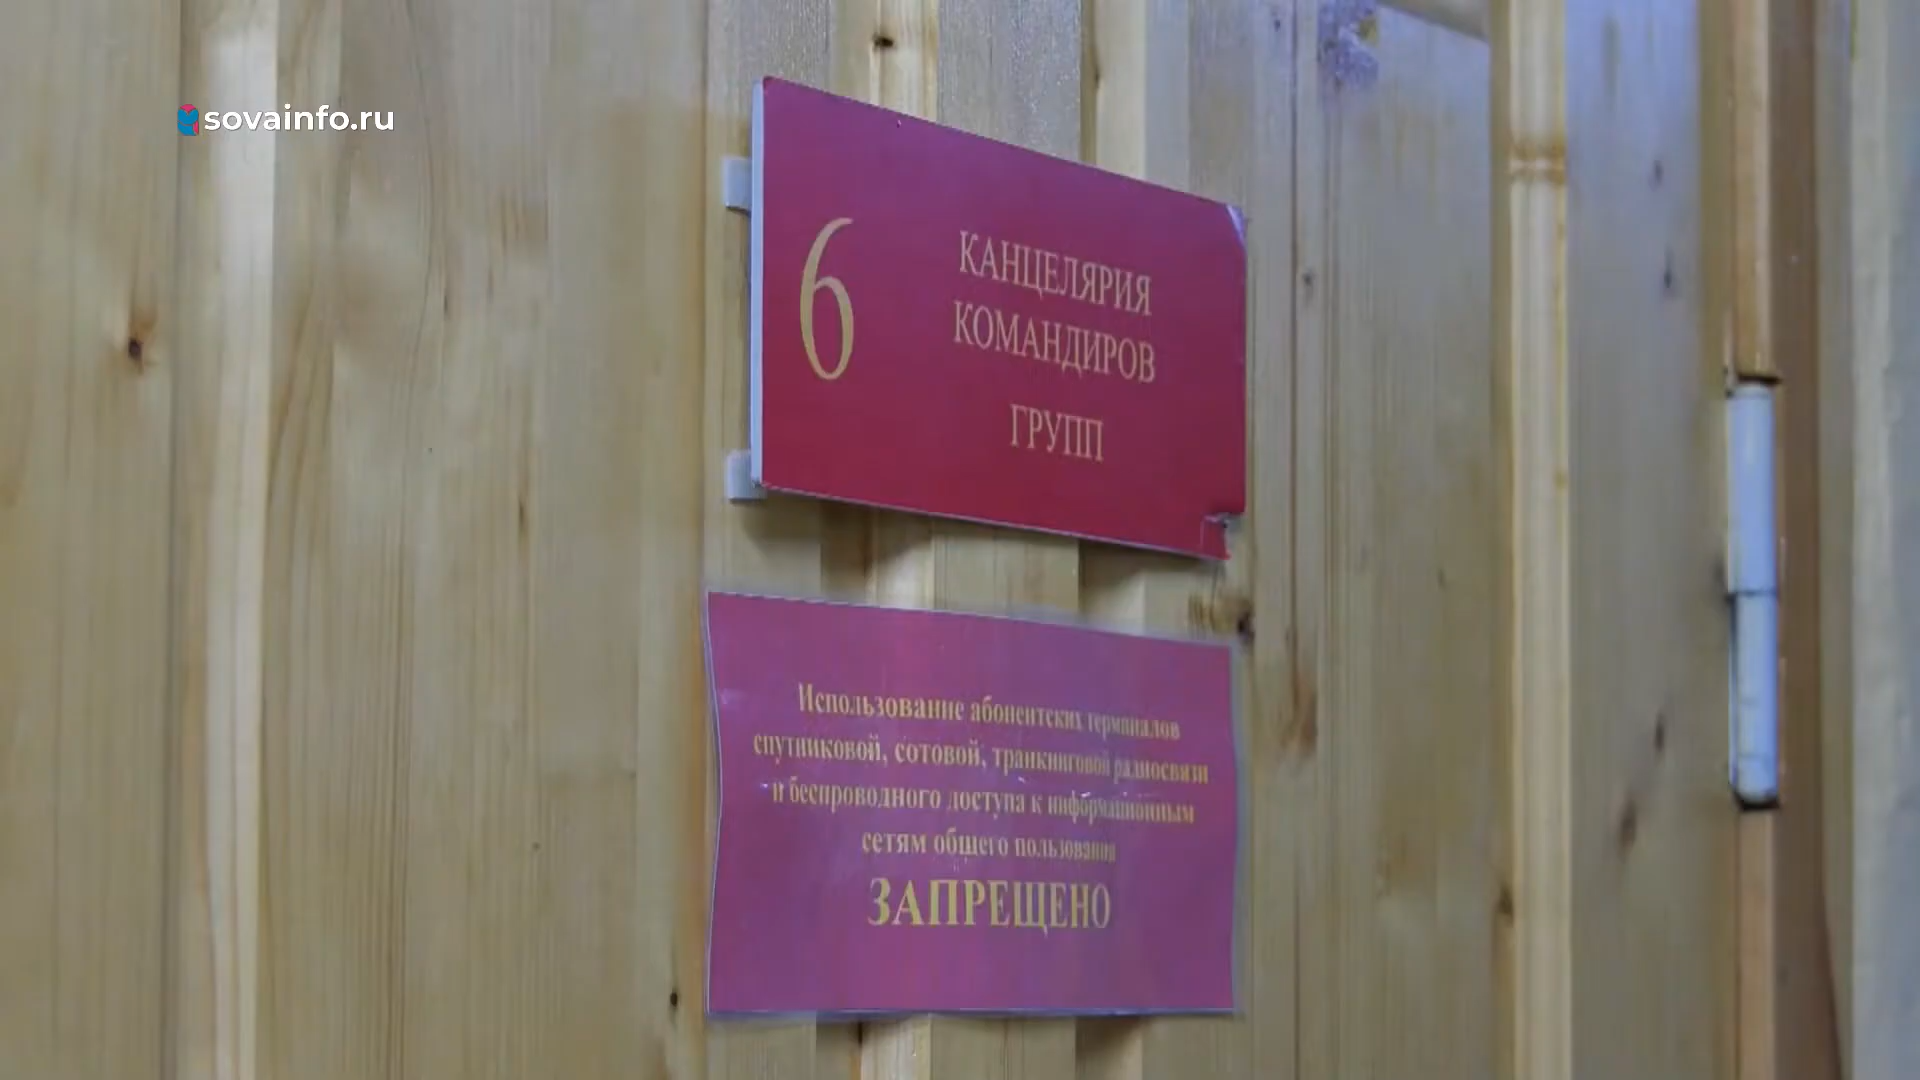 sovainfo.ru
6
КАНЦЕЛЯРИЯ
КОМАНДИРОВ
ГРУПП
Использование абонентских терминалов
спутниковой, сотовой, транкинговой радиосвязи
и беспроводного доступа к информационным
сетям общего пользования
ЗАПРЕЩЕНО